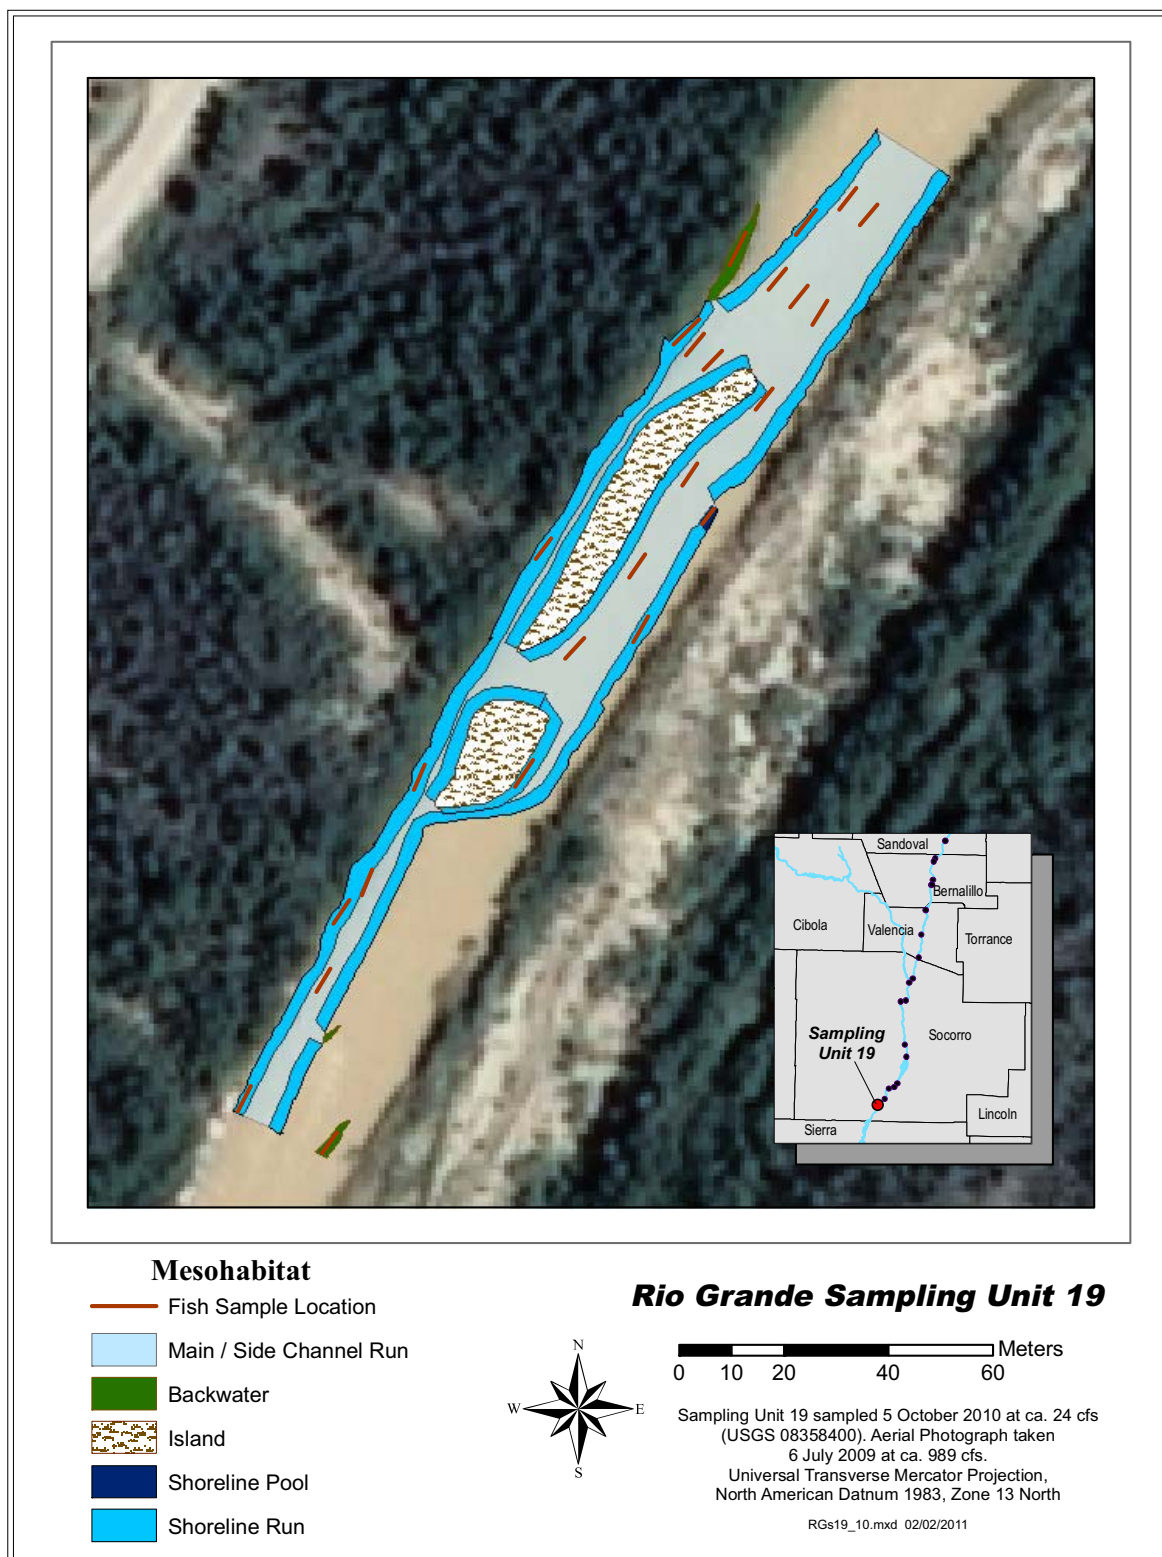 Sandoval
Bernalillo
Cibola
Valencia
Torrance
Sampling
Unit 19
Socorro
Lincoln
Sierra
Mesohabitat
Fish Sample Location
Main / Side Channel Run
Backwater
Island
Shoreline Pool
Shoreline Run
N
W
E
S
Rio Grande Sampling Unit 19
Meters
0 10 20 40 60
Sampling Unit 19 sampled 5 October 2010 at ca. 24 cfs
(USGS 08358400). Aerial Photograph taken
6 July 2009 at ca. 989 cfs.
Universal Transverse Mercator Projection,
North American Datnum 1983, Zone 13 North
RGs19_10.mxd 02/02/2011